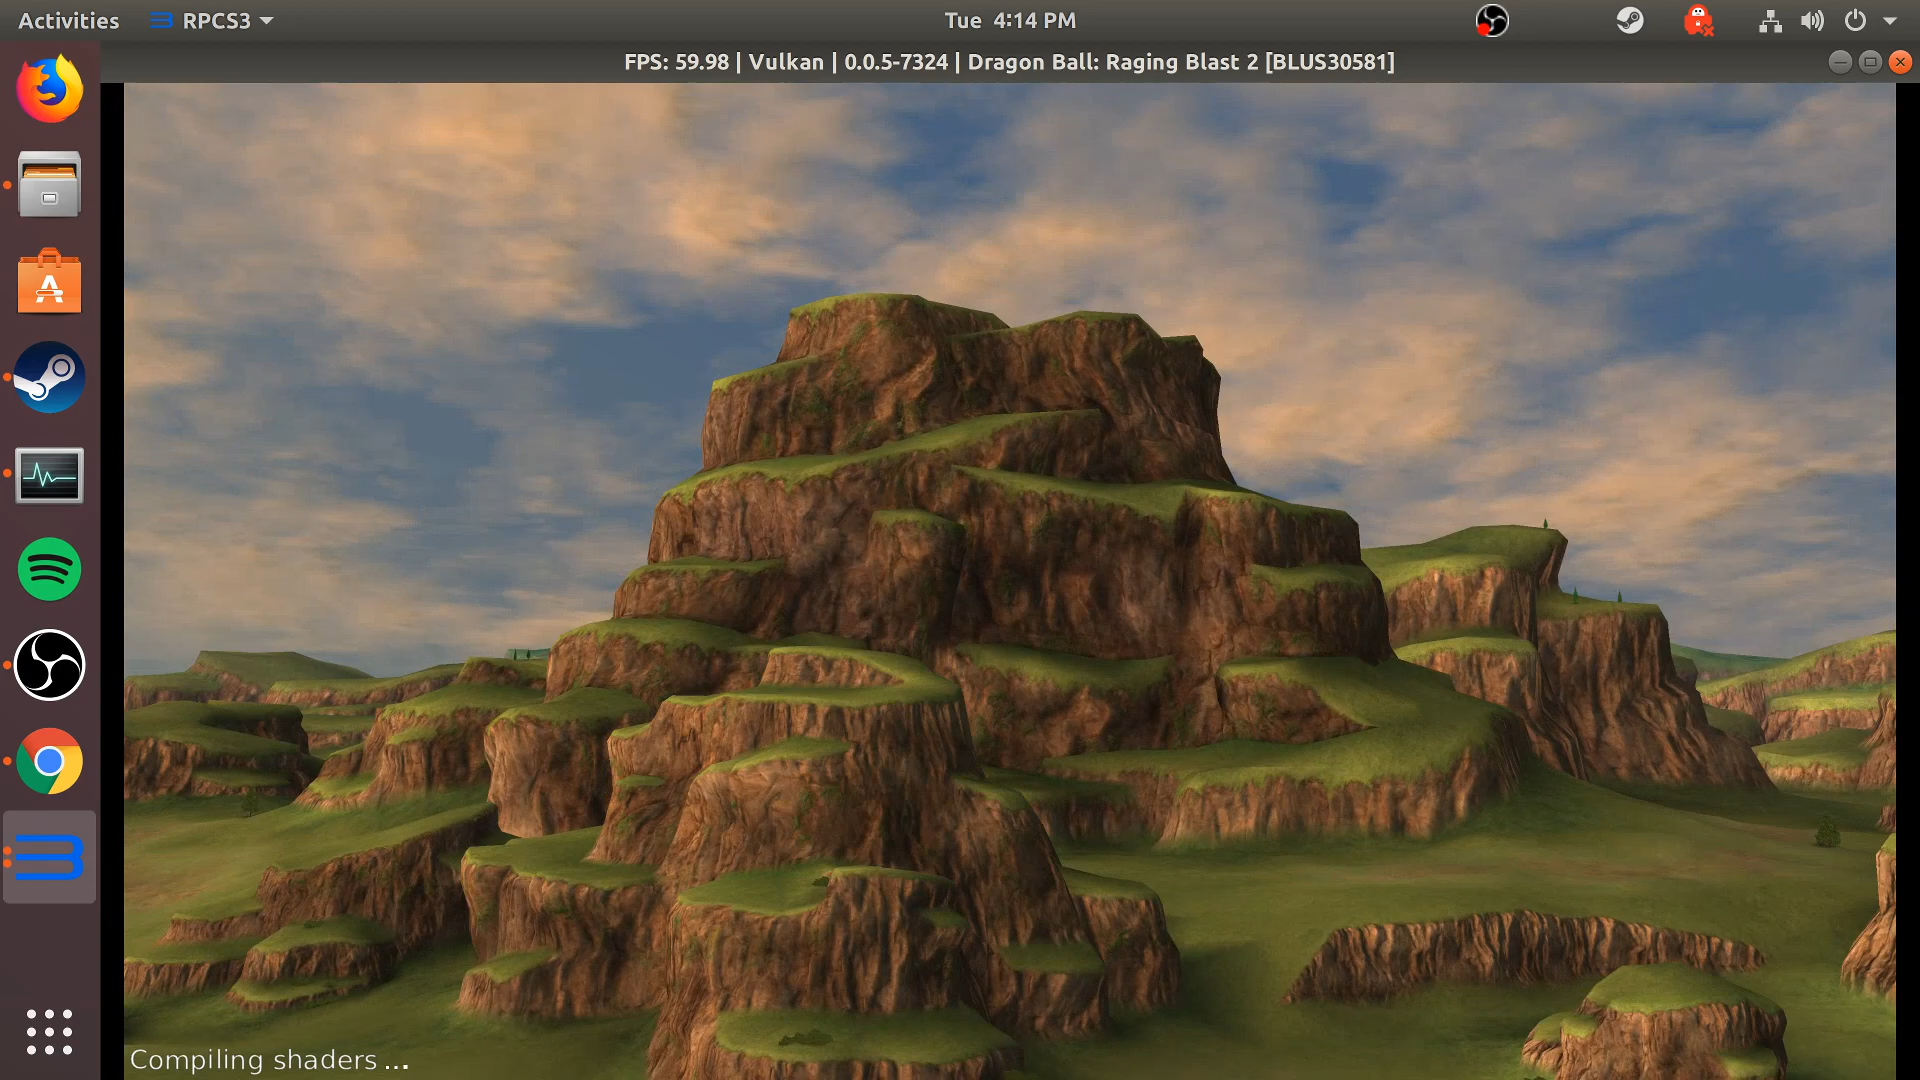 Activities RPCS3 Tue 4:14 PM
FPS: 59.98 | Vulkan | 0.0.5-7324 | Dragon Ball: Raging Blast 2 [BLUS30581]
Compiling shaders ...